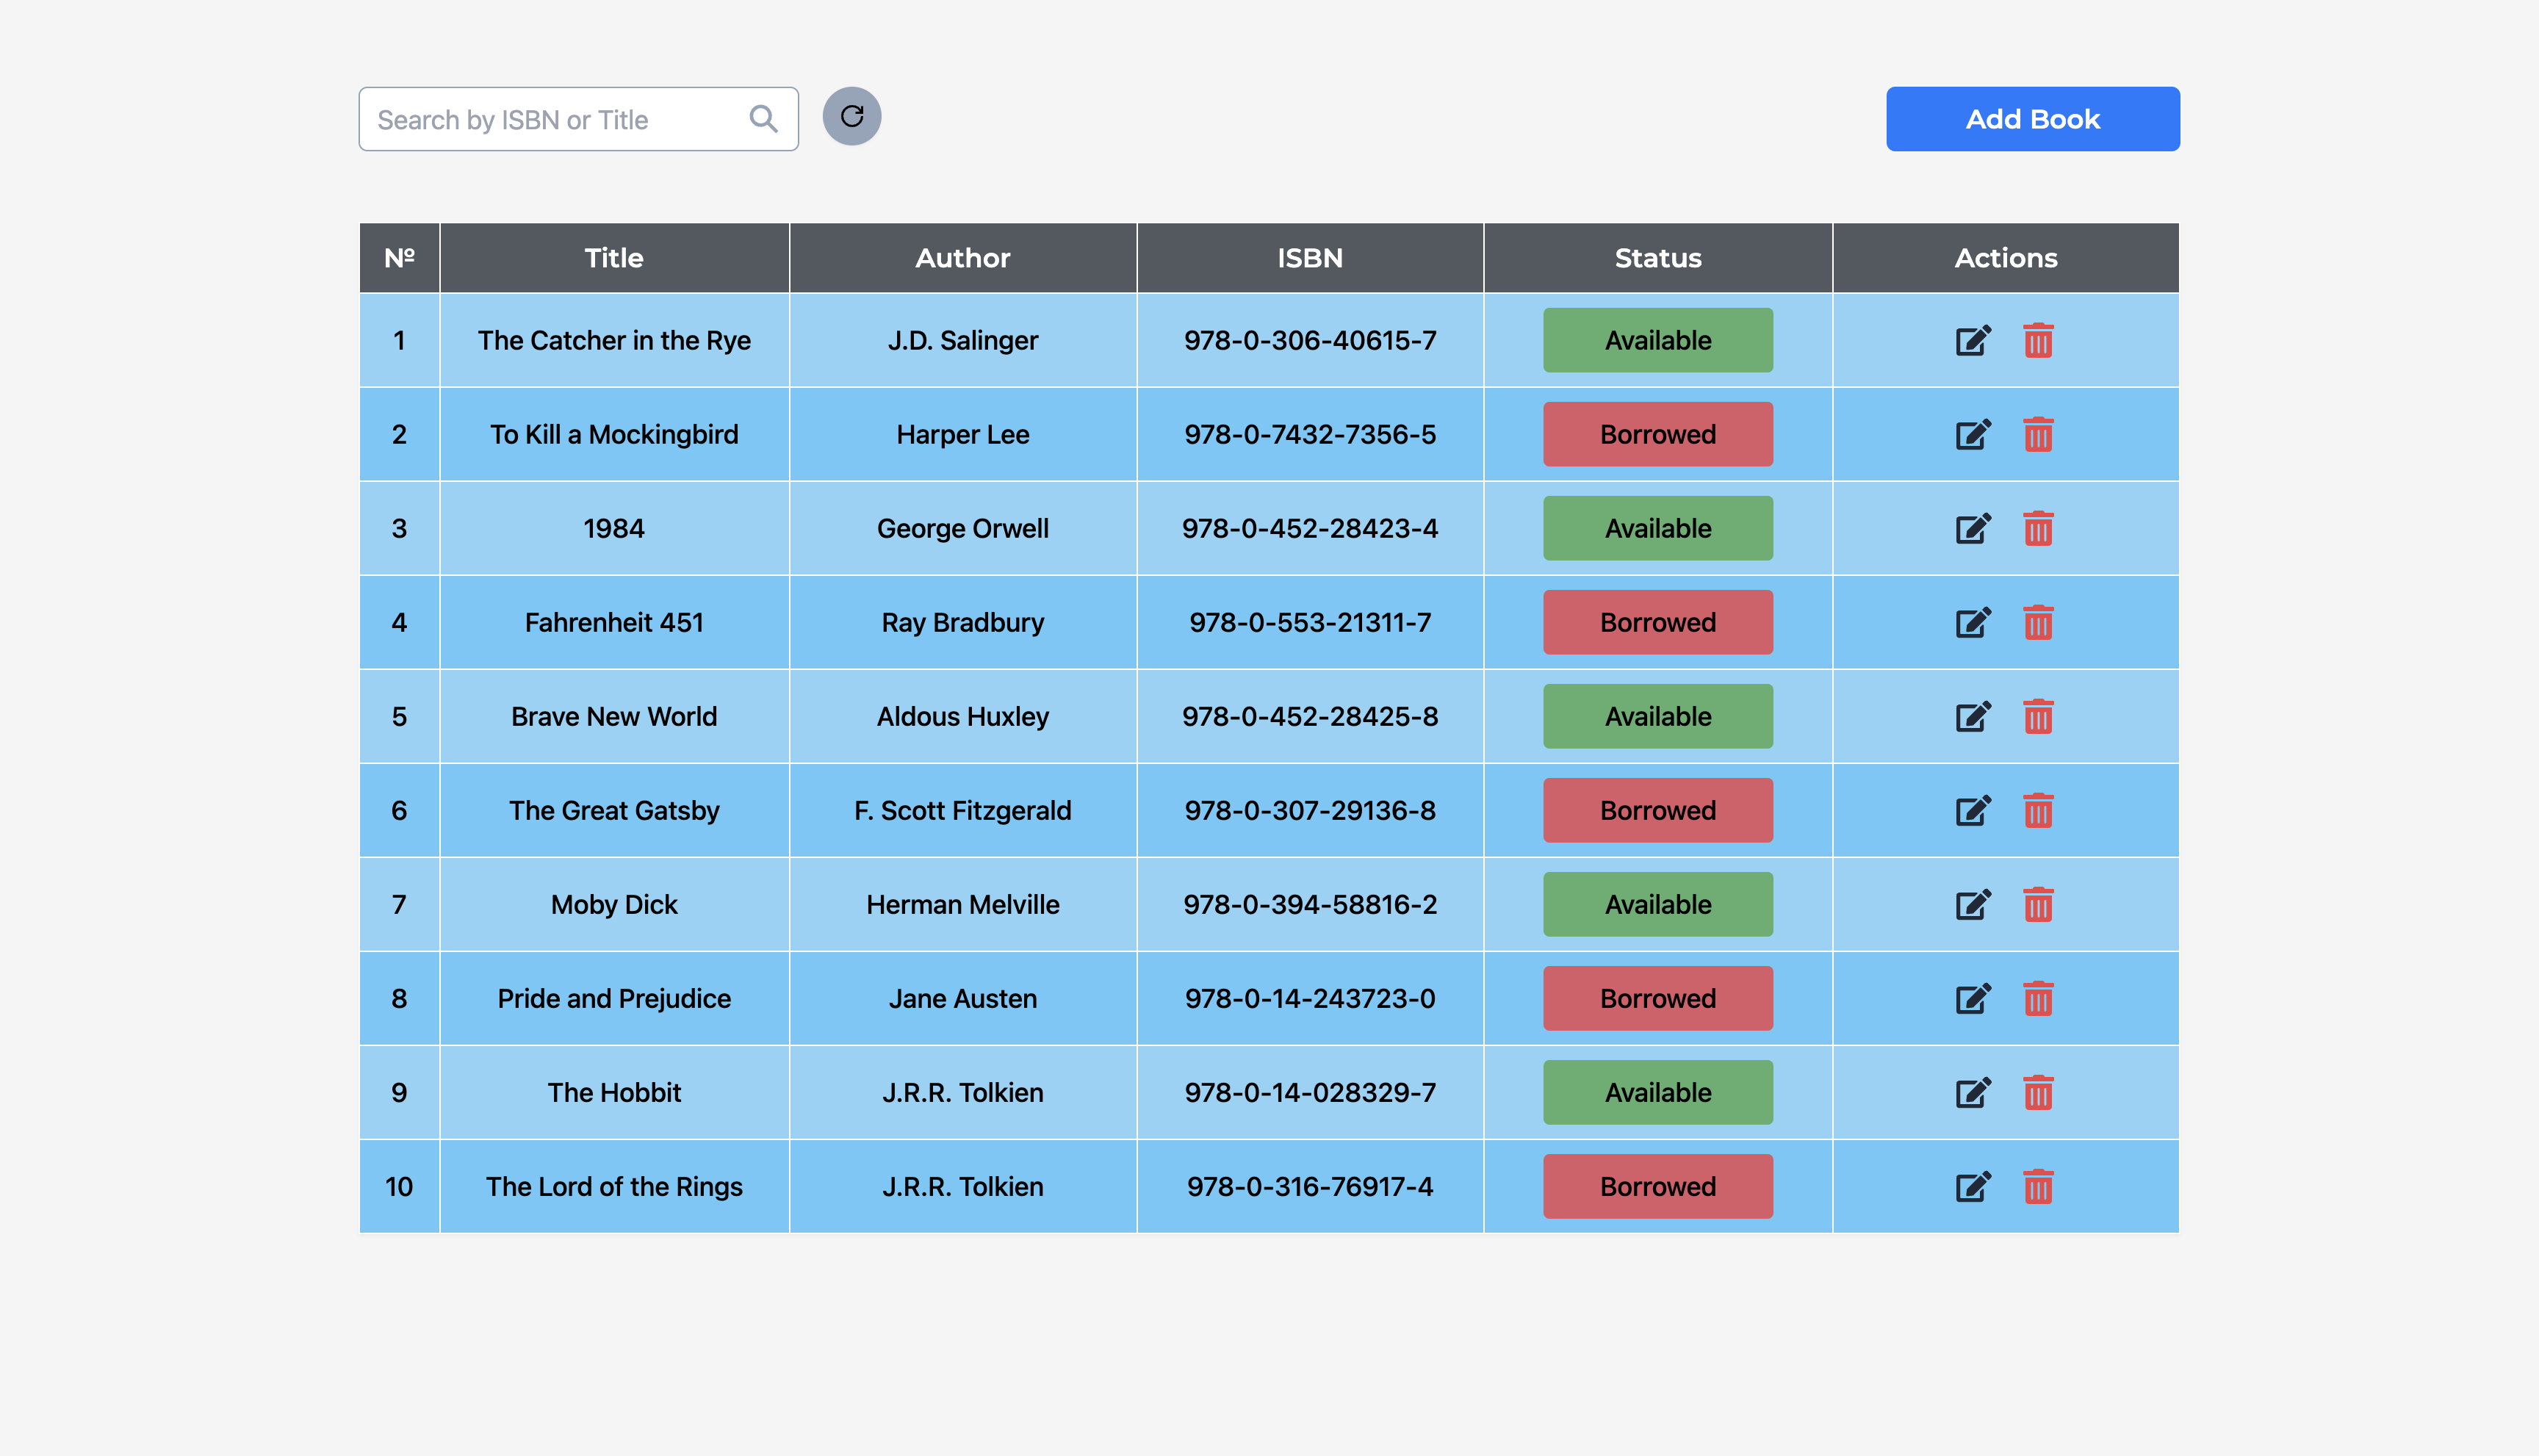 Search by ISBN or Title
Add Book
№ Title Author ISBN Status Actions
1 The Catcher in the Rye J.D. Salinger 978-0-306-40615-7 Available
2 To Kill a Mockingbird Harper Lee 978-0-7432-7356-5 Borrowed
3 1984 George Orwell 978-0-452-28423-4 Available
4 Fahrenheit 451 Ray Bradbury 978-0-553-21311-7 Borrowed
5 Brave New World Aldous Huxley 978-0-452-28425-8 Available
6 The Great Gatsby F. Scott Fitzgerald 978-0-307-29136-8 Borrowed
7 Moby Dick Herman Melville 978-0-394-58816-2 Available
8 Pride and Prejudice Jane Austen 978-0-14-243723-0 Borrowed
9 The Hobbit J.R.R. Tolkien 978-0-14-028329-7 Available
10 The Lord of the Rings J.R.R. Tolkien 978-0-316-76917-4 Borrowed